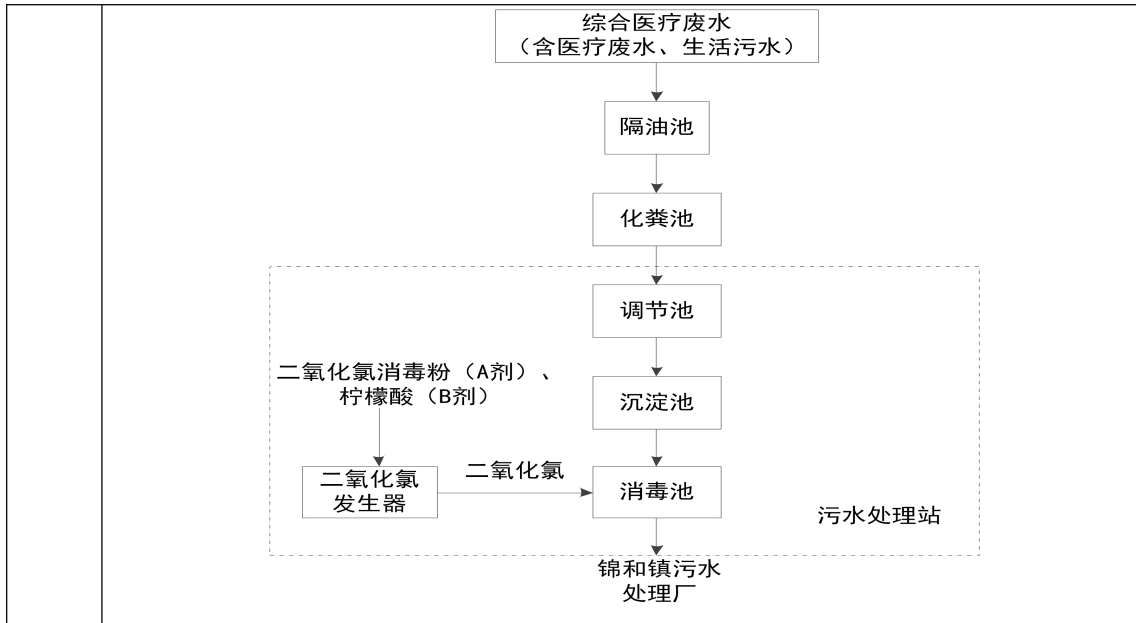 综合医疗废水
（含医疗废水、生活污水）
隔油池
化粪池
调节池
二氧化氯消毒粉（A剂）、
柠檬酸（B剂）
沉淀池
二氧化氯
发生器
二氧化氯
消毒池
污水处理站
锦和镇污水
处理厂